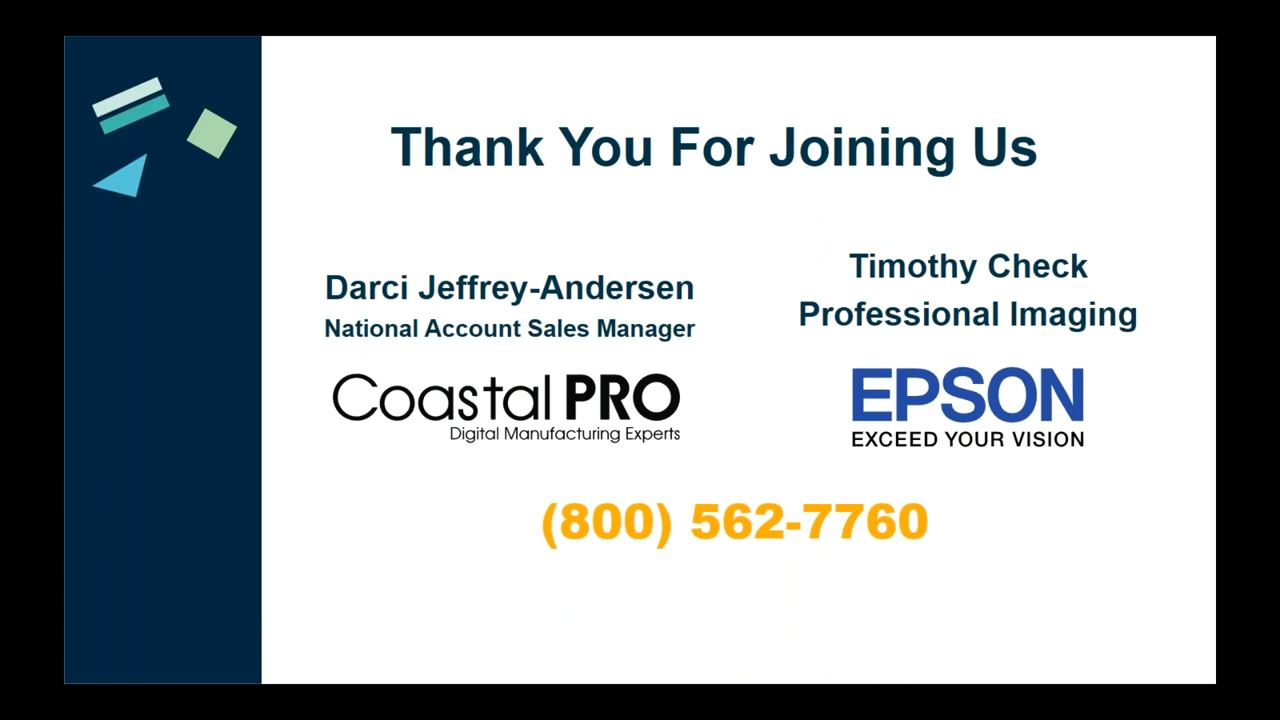 Thank You For Joining Us
Darci Jeffrey-Andersen
National Account Sales Manager
Coastal PRO
Digital Manufacturing Experts
Timothy Check
Professional Imaging
EPSON
EXCEED YOUR VISION
(800) 562-7760